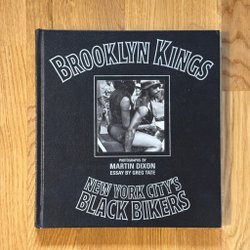 BROOKLYN KINGS
PHOTOGRAPHS BY
MARTIN DIXON
ESSAY BY GREG TATE
NEW YORK CITY'S
BLACK BIKERS